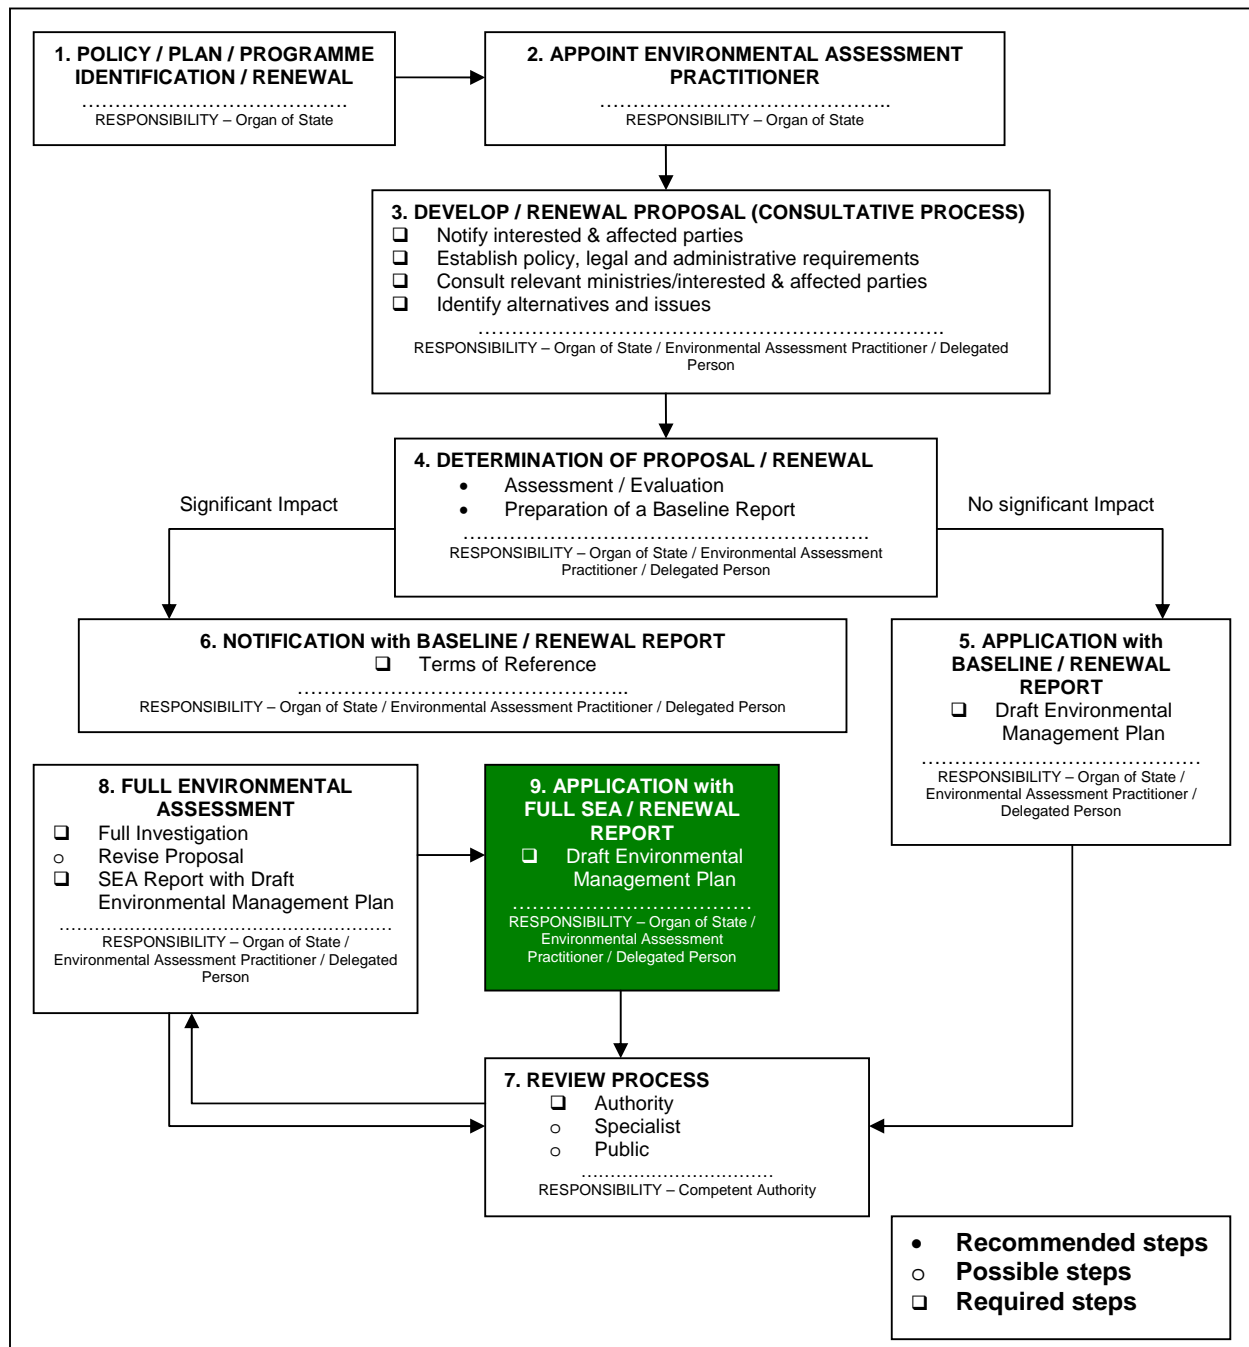 1. POLICY / PLAN / PROGRAMME
IDENTIFICATION / RENEWAL
………………………………….
RESPONSIBILITY – Organ of State
2. APPOINT ENVIRONMENTAL ASSESSMENT
PRACTITIONER
……………………………………..
RESPONSIBILITY – Organ of State
3. DEVELOP / RENEWAL PROPOSAL (CONSULTATIVE PROCESS)
❑ Notify interested & affected parties
❑ Establish policy, legal and administrative requirements
❑ Consult relevant ministries/interested & affected parties
❑ Identify alternatives and issues
…………………………………………………………….
RESPONSIBILITY – Organ of State / Environmental Assessment Practitioner / Delegated
Person
4. DETERMINATION OF PROPOSAL / RENEWAL
• Assessment / Evaluation
• Preparation of a Baseline Report
…………………………………………………….
RESPONSIBILITY – Organ of State / Environmental Assessment
Practitioner / Delegated Person
Significant Impact
No significant Impact
6. NOTIFICATION with BASELINE / RENEWAL REPORT
❑ Terms of Reference
…………………………………………..
RESPONSIBILITY – Organ of State / Environmental Assessment Practitioner / Delegated Person
5. APPLICATION with
BASELINE / RENEWAL
REPORT
❑ Draft Environmental
Management Plan
……………………………………
RESPONSIBILITY – Organ of State /
Environmental Assessment Practitioner /
Delegated Person
8. FULL ENVIRONMENTAL
ASSESSMENT
❑ Full Investigation
o Revise Proposal
❑ SEA Report with Draft
Environmental Management Plan
…………………………………………
RESPONSIBILITY – Organ of State /
Environmental Assessment Practitioner / Delegated
Person
9. APPLICATION with
FULL SEA / RENEWAL
REPORT
❑ Draft Environmental
Management Plan
………………………………
RESPONSIBILITY – Organ of State /
Environmental Assessment
Practitioner / Delegated Person
7. REVIEW PROCESS
❑ Authority
o Specialist
o Public
……………………………
RESPONSIBILITY – Competent Authority
• Recommended steps
o Possible steps
❑ Required steps